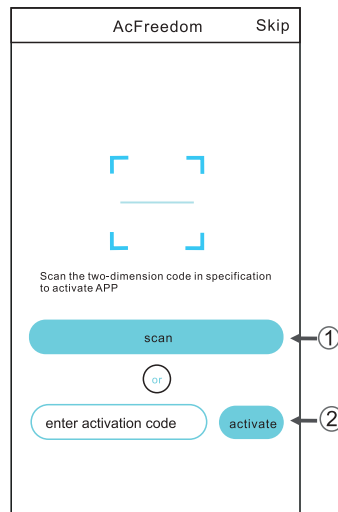 AcFreedom Skip
Scan the two-dimension code in specification
to activate APP
scan
①
or
enter activation code activate
②